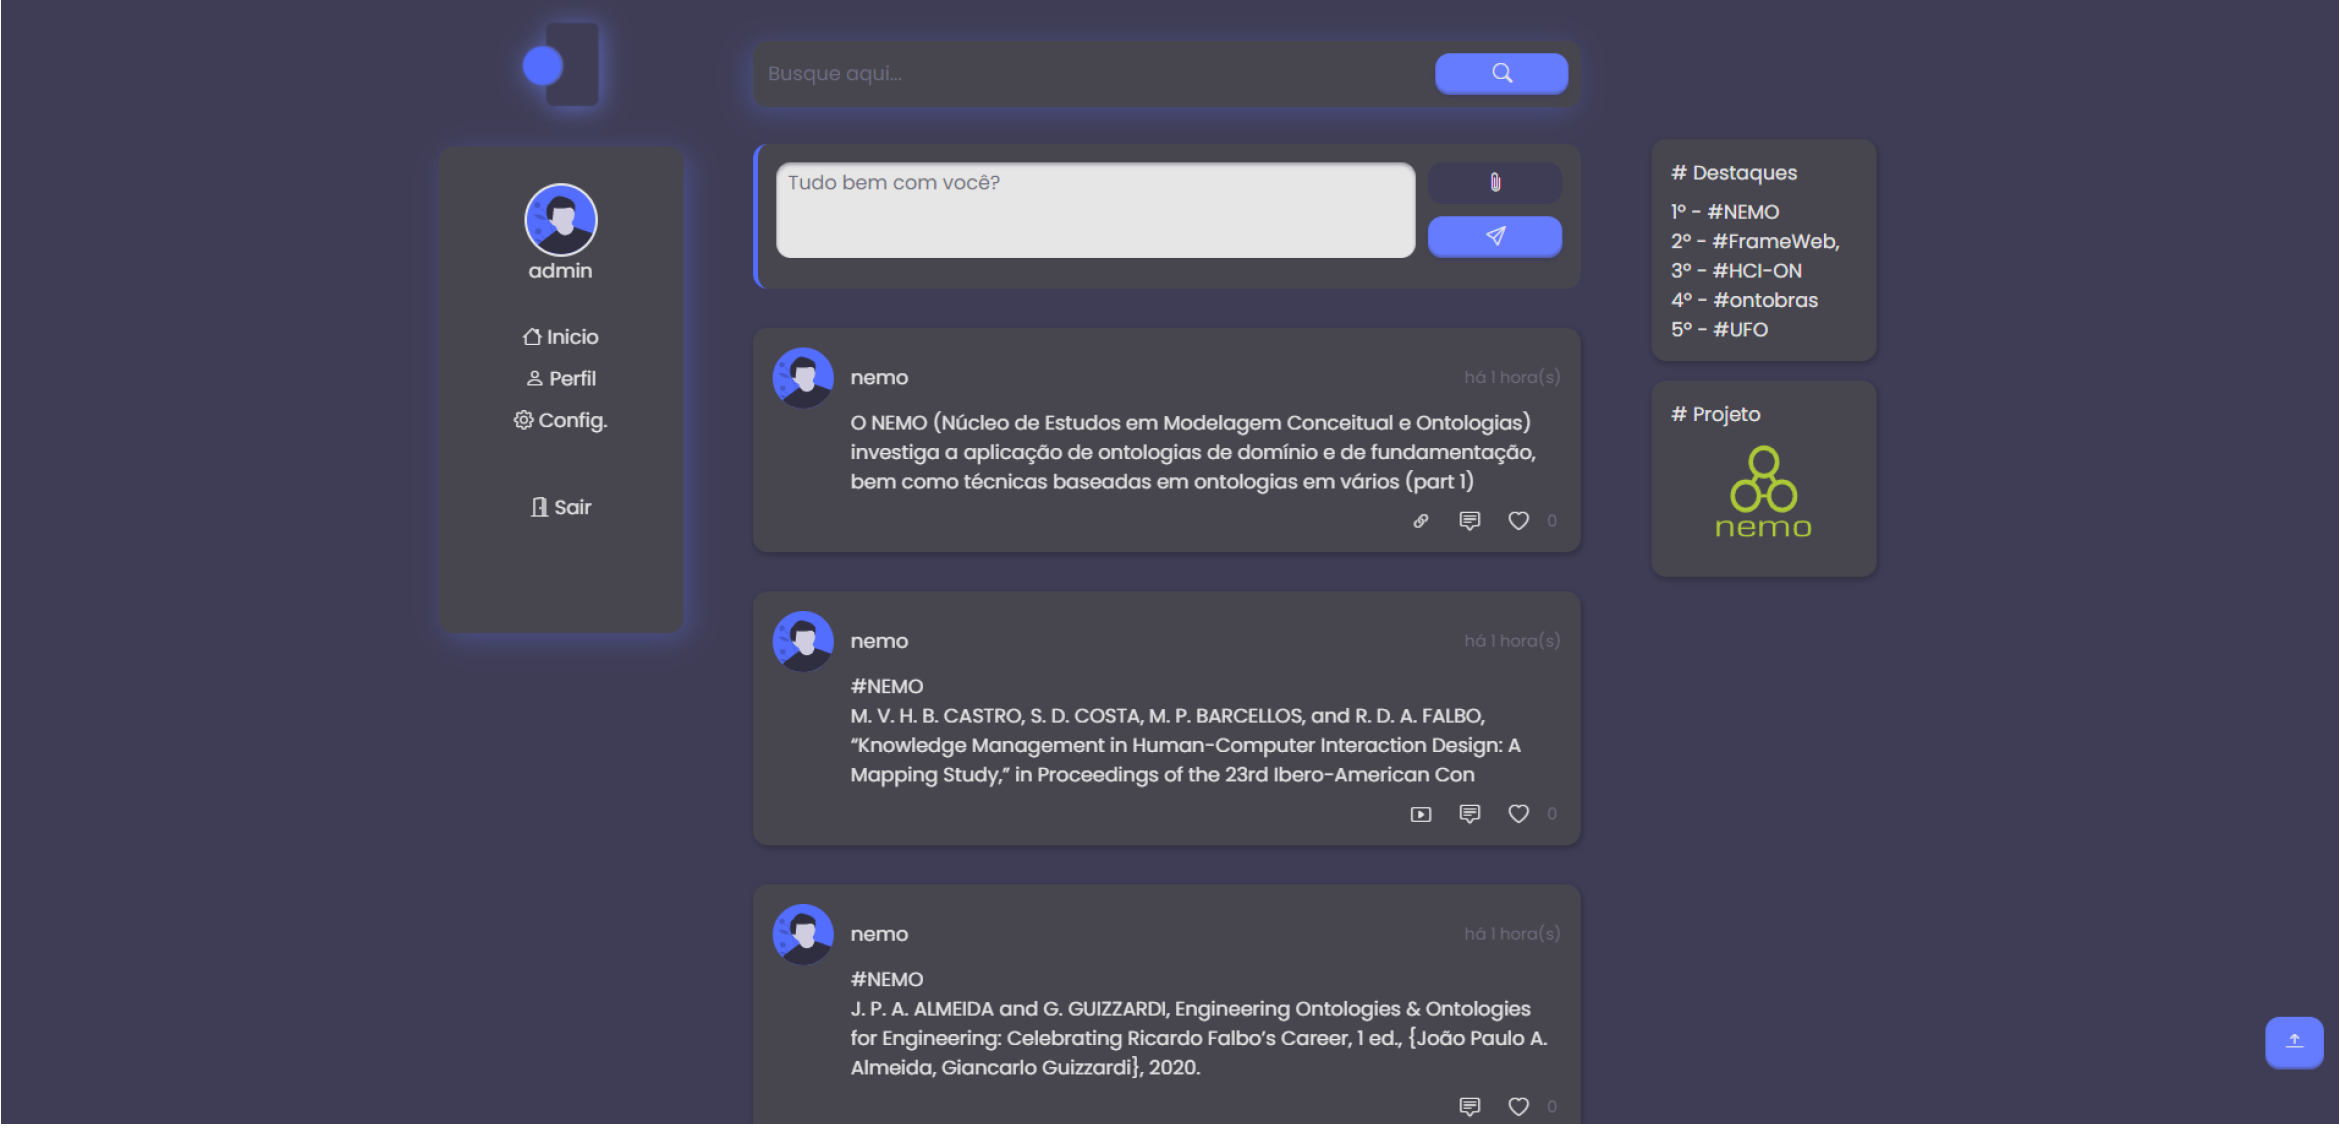 Busque aqui...
admin
Inicio
Perfil
Config.
Sair
Tudo bem com você?
nemo
há 1 hora(s)
O NEMO (Núcleo de Estudos em Modelagem Conceitual e Ontologias)
investiga a aplicação de ontologias de domínio e de fundamentação,
bem como técnicas baseadas em ontologias em vários (part 1)
0
nemo
há 1 hora(s)
#NEMO
M. V. H. B. CASTRO, S. D. COSTA, M. P. BARCELLOS, and R. D. A. FALBO,
“Knowledge Management in Human-Computer Interaction Design: A
Mapping Study,” in Proceedings of the 23rd Ibero-American Con
0
nemo
há 1 hora(s)
#NEMO
J. P. A. ALMEIDA and G. GUIZZARDI, Engineering Ontologies & Ontologies
for Engineering: Celebrating Ricardo Falbo’s Career, 1 ed., {João Paulo A.
Almeida, Giancarlo Guizzardi}, 2020.
0
# Destaques
1º - #NEMO
2º - #FrameWeb,
3º - #HCI-ON
4º - #ontobras
5º - #UFO
# Projeto
nemo